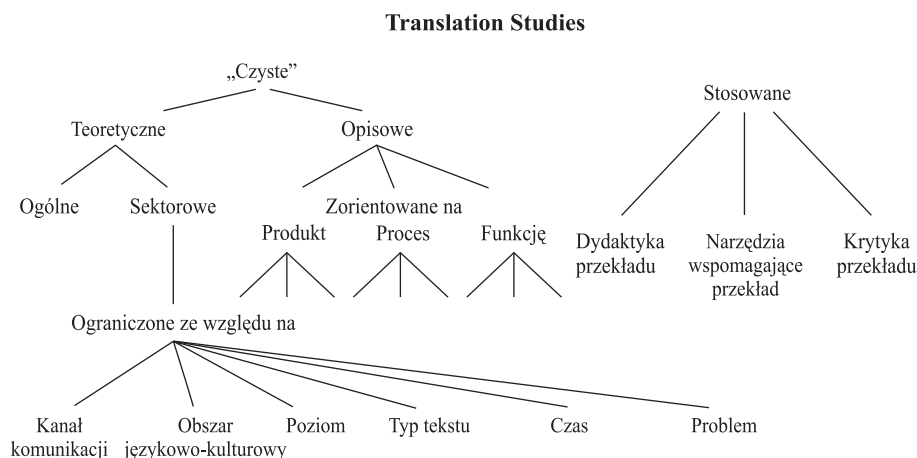 Translation Studies
„Czyste”
Stosowane
Teoretyczne
Opisowe
Ogólne
Sektorowe
Zorientowane na
Produkt
Proces
Funkcję
Dydaktyka
przekładu
Narzędzia
wspomagające
przekład
Krytyka
przekładu
Ograniczone ze względu na
Kanał
komunikacji
Obszar
językowo-kulturowy
Poziom
Typ tekstu
Czas
Problem